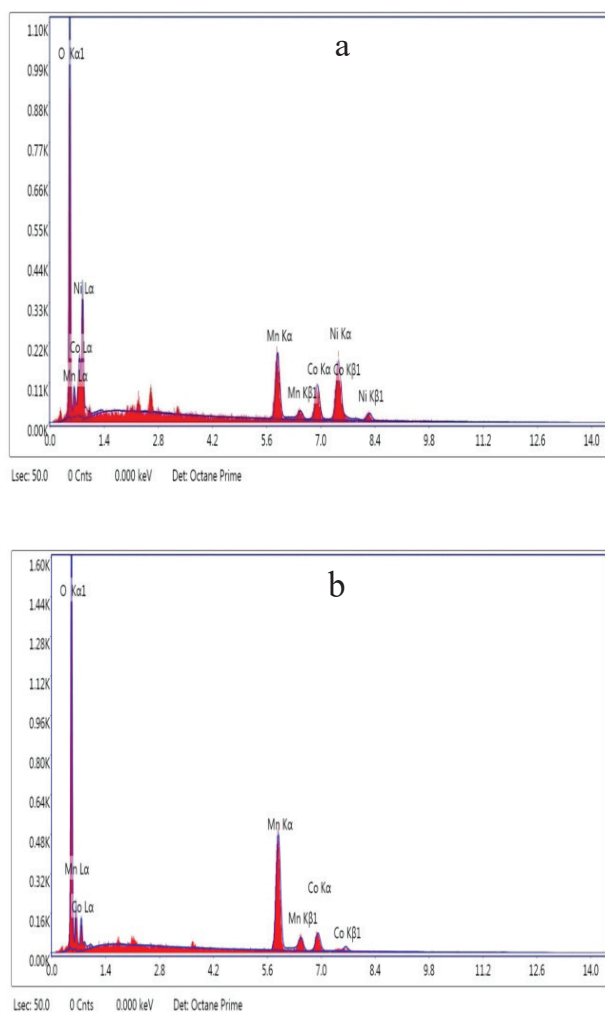 a
1.10K
0.99K
0.88K
0.77K
0.66K
0.55K
0.44K
0.33K
0.22K
0.11K
0.00K
O Kα1
Ni Lα
Co Lα
Mn Lα
Mn Kα
Mn Kβ1
Co Kα
Ni Kα
Co Kβ1
Ni Kβ1
0.0 1.4 2.8 4.2 5.6 7.0 8.4 9.8 11.2 12.6 14.0
Lsec: 50.0 0 Cnts 0.000 keV Det: Octane Prime
b
1.60K
1.44K
1.28K
1.12K
0.96K
0.80K
0.64K
0.48K
0.32K
0.16K
0.00K
O Kα1
Mn Lα
Co Lα
Mn Kα
Mn Kβ1
Co Kα
Co Kβ1
0.0 1.4 2.8 4.2 5.6 7.0 8.4 9.8 11.2 12.6 14.0
Lsec: 50.0 0 Cnts 0.000 keV Det: Octane Prime